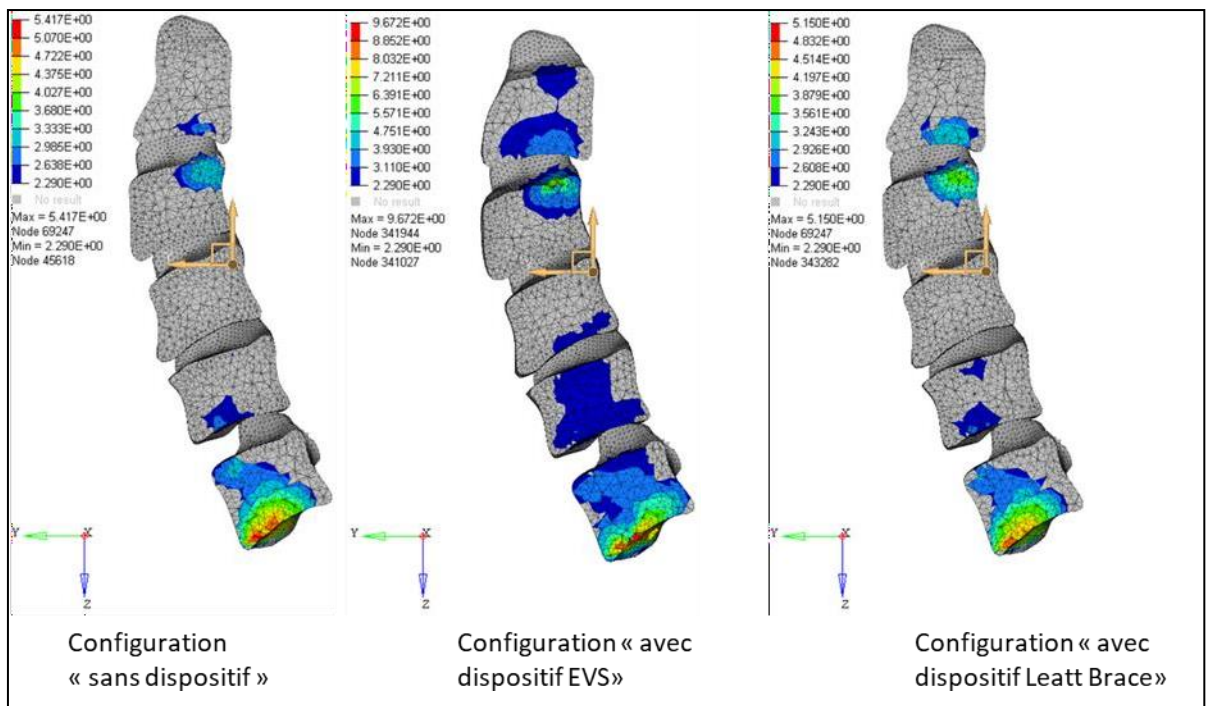 5.417E+00
5.070E+00
4.722E+00
4.375E+00
4.027E+00
3.680E+00
3.333E+00
2.985E+00
2.638E+00
2.290E+00
No result
Max = 5.417E+00
Node 69247
Min = 2.290E+00
Node 45618
Y
X
Z
Configuration
« sans dispositif »
9.672E+00
8.852E+00
8.032E+00
7.211E+00
6.391E+00
5.571E+00
4.751E+00
3.930E+00
3.110E+00
2.290E+00
No result
Max = 9.672E+00
Node 341944
Min = 2.290E+00
Node 341027
Y
X
Z
Configuration « avec
dispositif EVS»
5.150E+00
4.832E+00
4.514E+00
4.197E+00
3.879E+00
3.561E+00
3.243E+00
2.926E+00
2.608E+00
2.290E+00
No result
Max = 5.150E+00
Node 69247
Min = 2.290E+00
Node 343282
Y
X
Z
Configuration « avec
dispositif Leatt Brace»